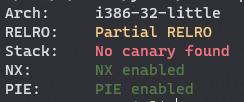 Arch: i386-32-little
RELRO: Partial RELRO
Stack: No canary found
NX: NX enabled
PIE: PIE enabled